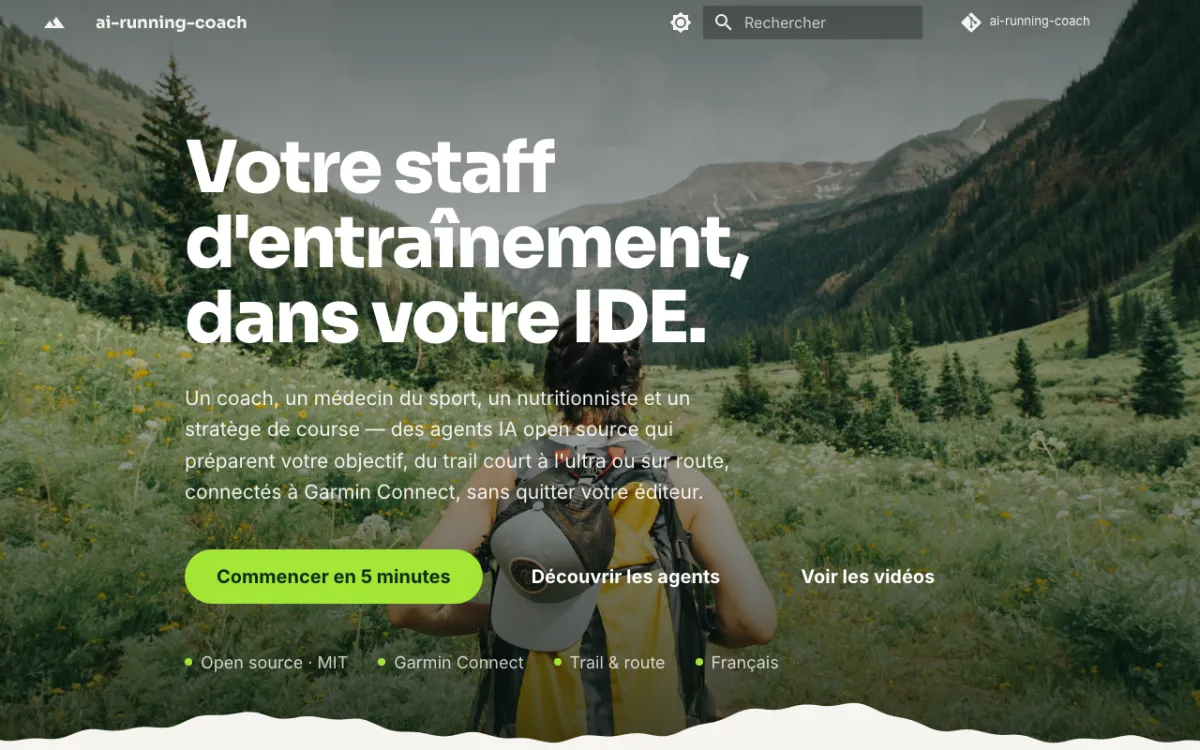 ai-running-coach
Rechercher
ai-running-coach
Votre staff
d'entraînement,
dans votre IDE.
Un coach, un médecin du sport, un nutritionniste et un
stratège de course — des agents IA open source qui
préparent votre objectif, du trail court à l'ultra ou sur route,
connectés à Garmin Connect, sans quitter votre éditeur.
Commencer en 5 minutes
Découvrir les agents
Voir les vidéos
Open source · MIT
Garmin Connect
Trail & route
Français